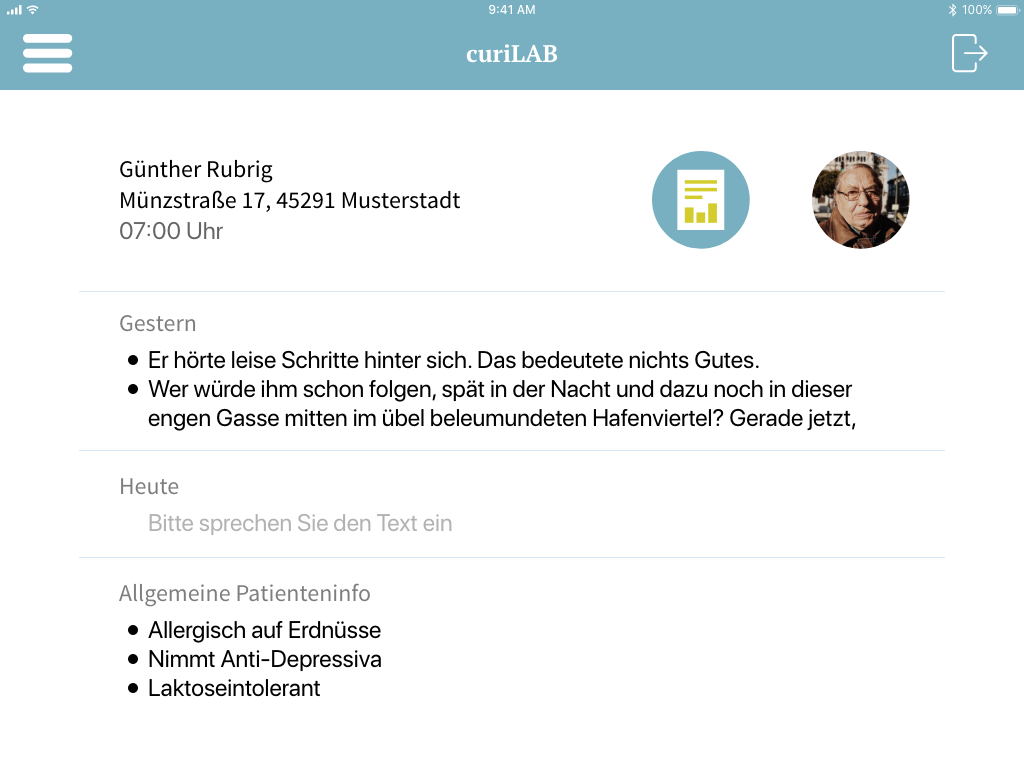 9:41 AM
100%
curiLAB
Günther Rubrig
Münzstraße 17, 45291 Musterstadt
07:00 Uhr
Gestern
● Er hörte leise Schritte hinter sich. Das bedeutete nichts Gutes.
● Wer würde ihm schon folgen, spät in der Nacht und dazu noch in dieser
engen Gasse mitten im übel beleumundeten Hafenviertel? Gerade jetzt,
Heute
Bitte sprechen Sie den Text ein
Allgemeine Patienteninfo
● Allergisch auf Erdnüsse
● Nimmt Anti-Depressiva
● Laktoseintolerant